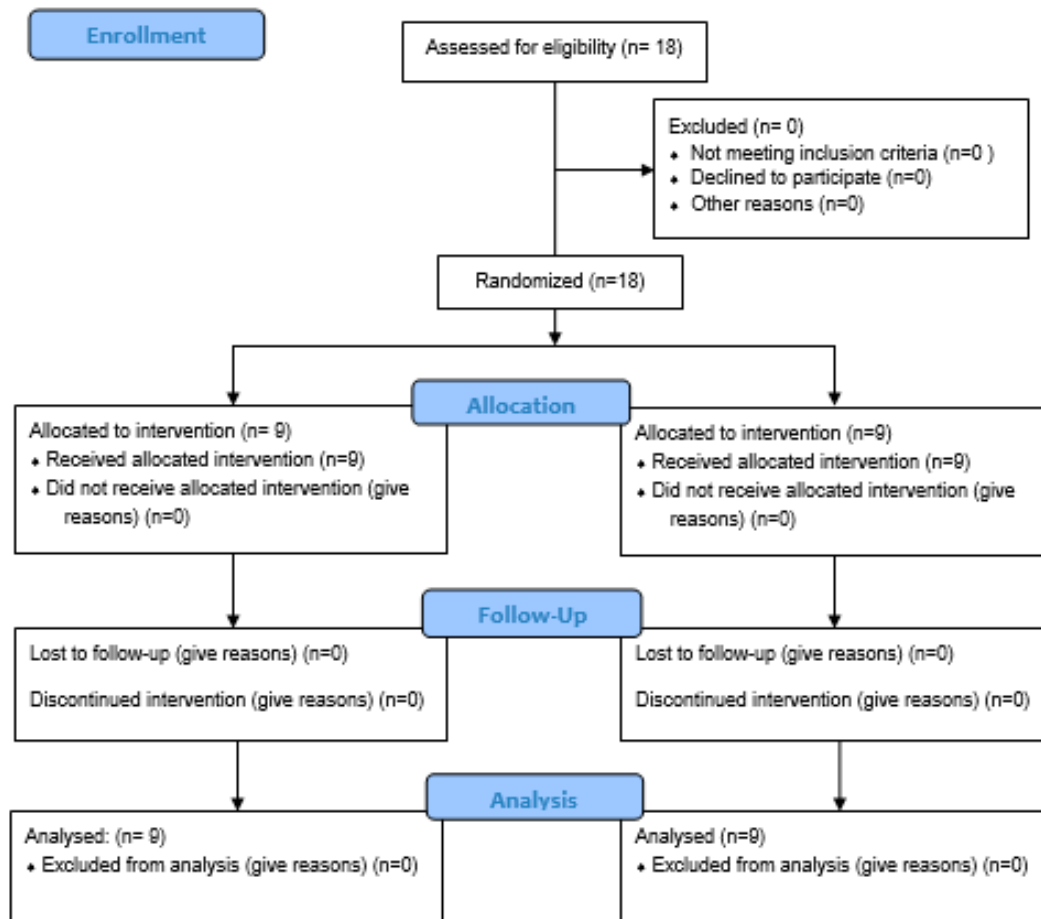 Enrollment
Assessed for eligibility (n= 18)
Excluded (n= 0)
♦ Not meeting inclusion criteria (n=0 )
♦ Declined to participate (n=0)
♦ Other reasons (n=0)
Randomized (n=18)
Allocation
Allocated to intervention (n= 9)
♦ Received allocated intervention (n=9)
♦ Did not receive allocated intervention (give
reasons) (n=0)
Allocated to intervention (n=9)
♦ Received allocated intervention (n=9)
♦ Did not receive allocated intervention (give
reasons) (n=0)
Follow-Up
Lost to follow-up (give reasons) (n=0)
Discontinued intervention (give reasons) (n=0)
Lost to follow-up (give reasons) (n=0)
Discontinued intervention (give reasons) (n=0)
Analysis
Analysed: (n= 9)
♦ Excluded from analysis (give reasons) (n=0)
Analysed (n=9)
♦ Excluded from analysis (give reasons) (n=0)